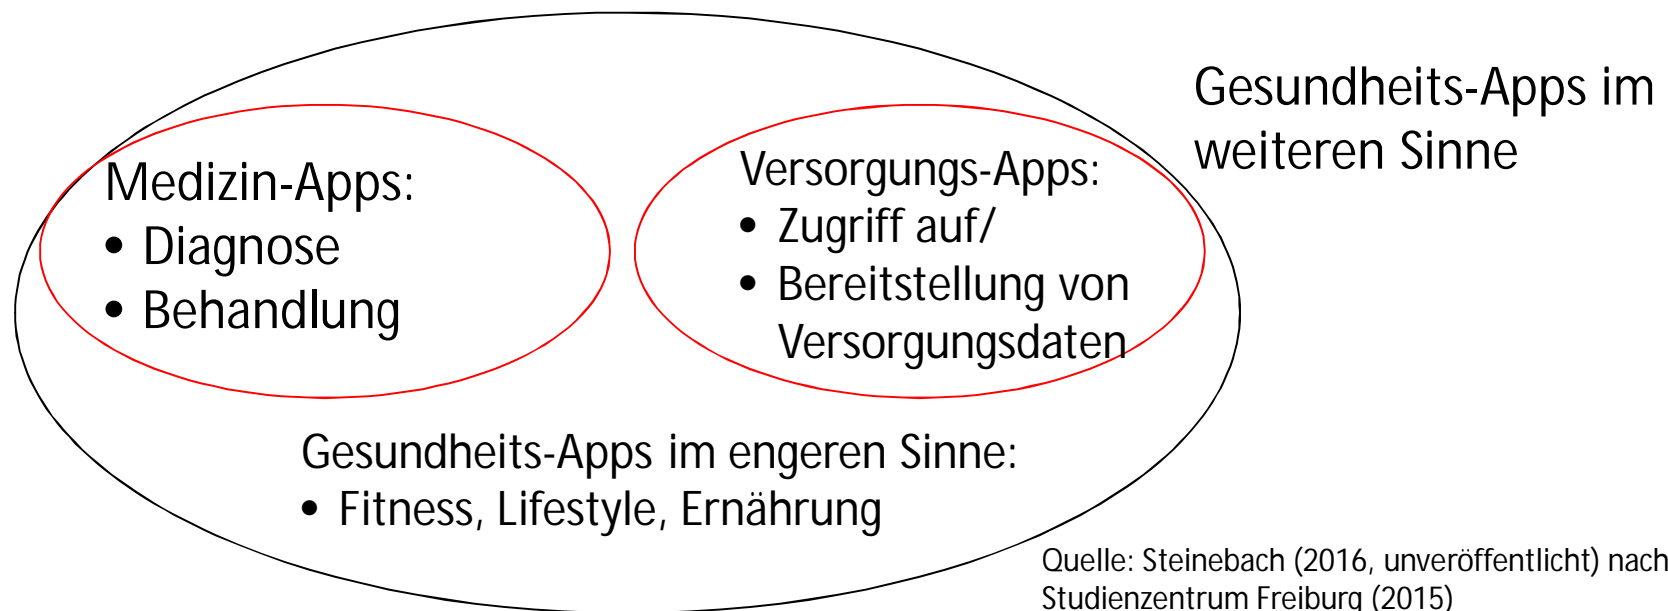 Gesundheits-Apps im
weiteren Sinne
Medizin-Apps:
• Diagnose
• Behandlung
Versorgungs-Apps:
• Zugriff auf/
• Bereitstellung von
Versorgungsdaten
Gesundheits-Apps im engeren Sinne:
• Fitness, Lifestyle, Ernährung
Quelle: Steinebach (2016, unveröffentlicht) nach
Studienzentrum Freiburg (2015)